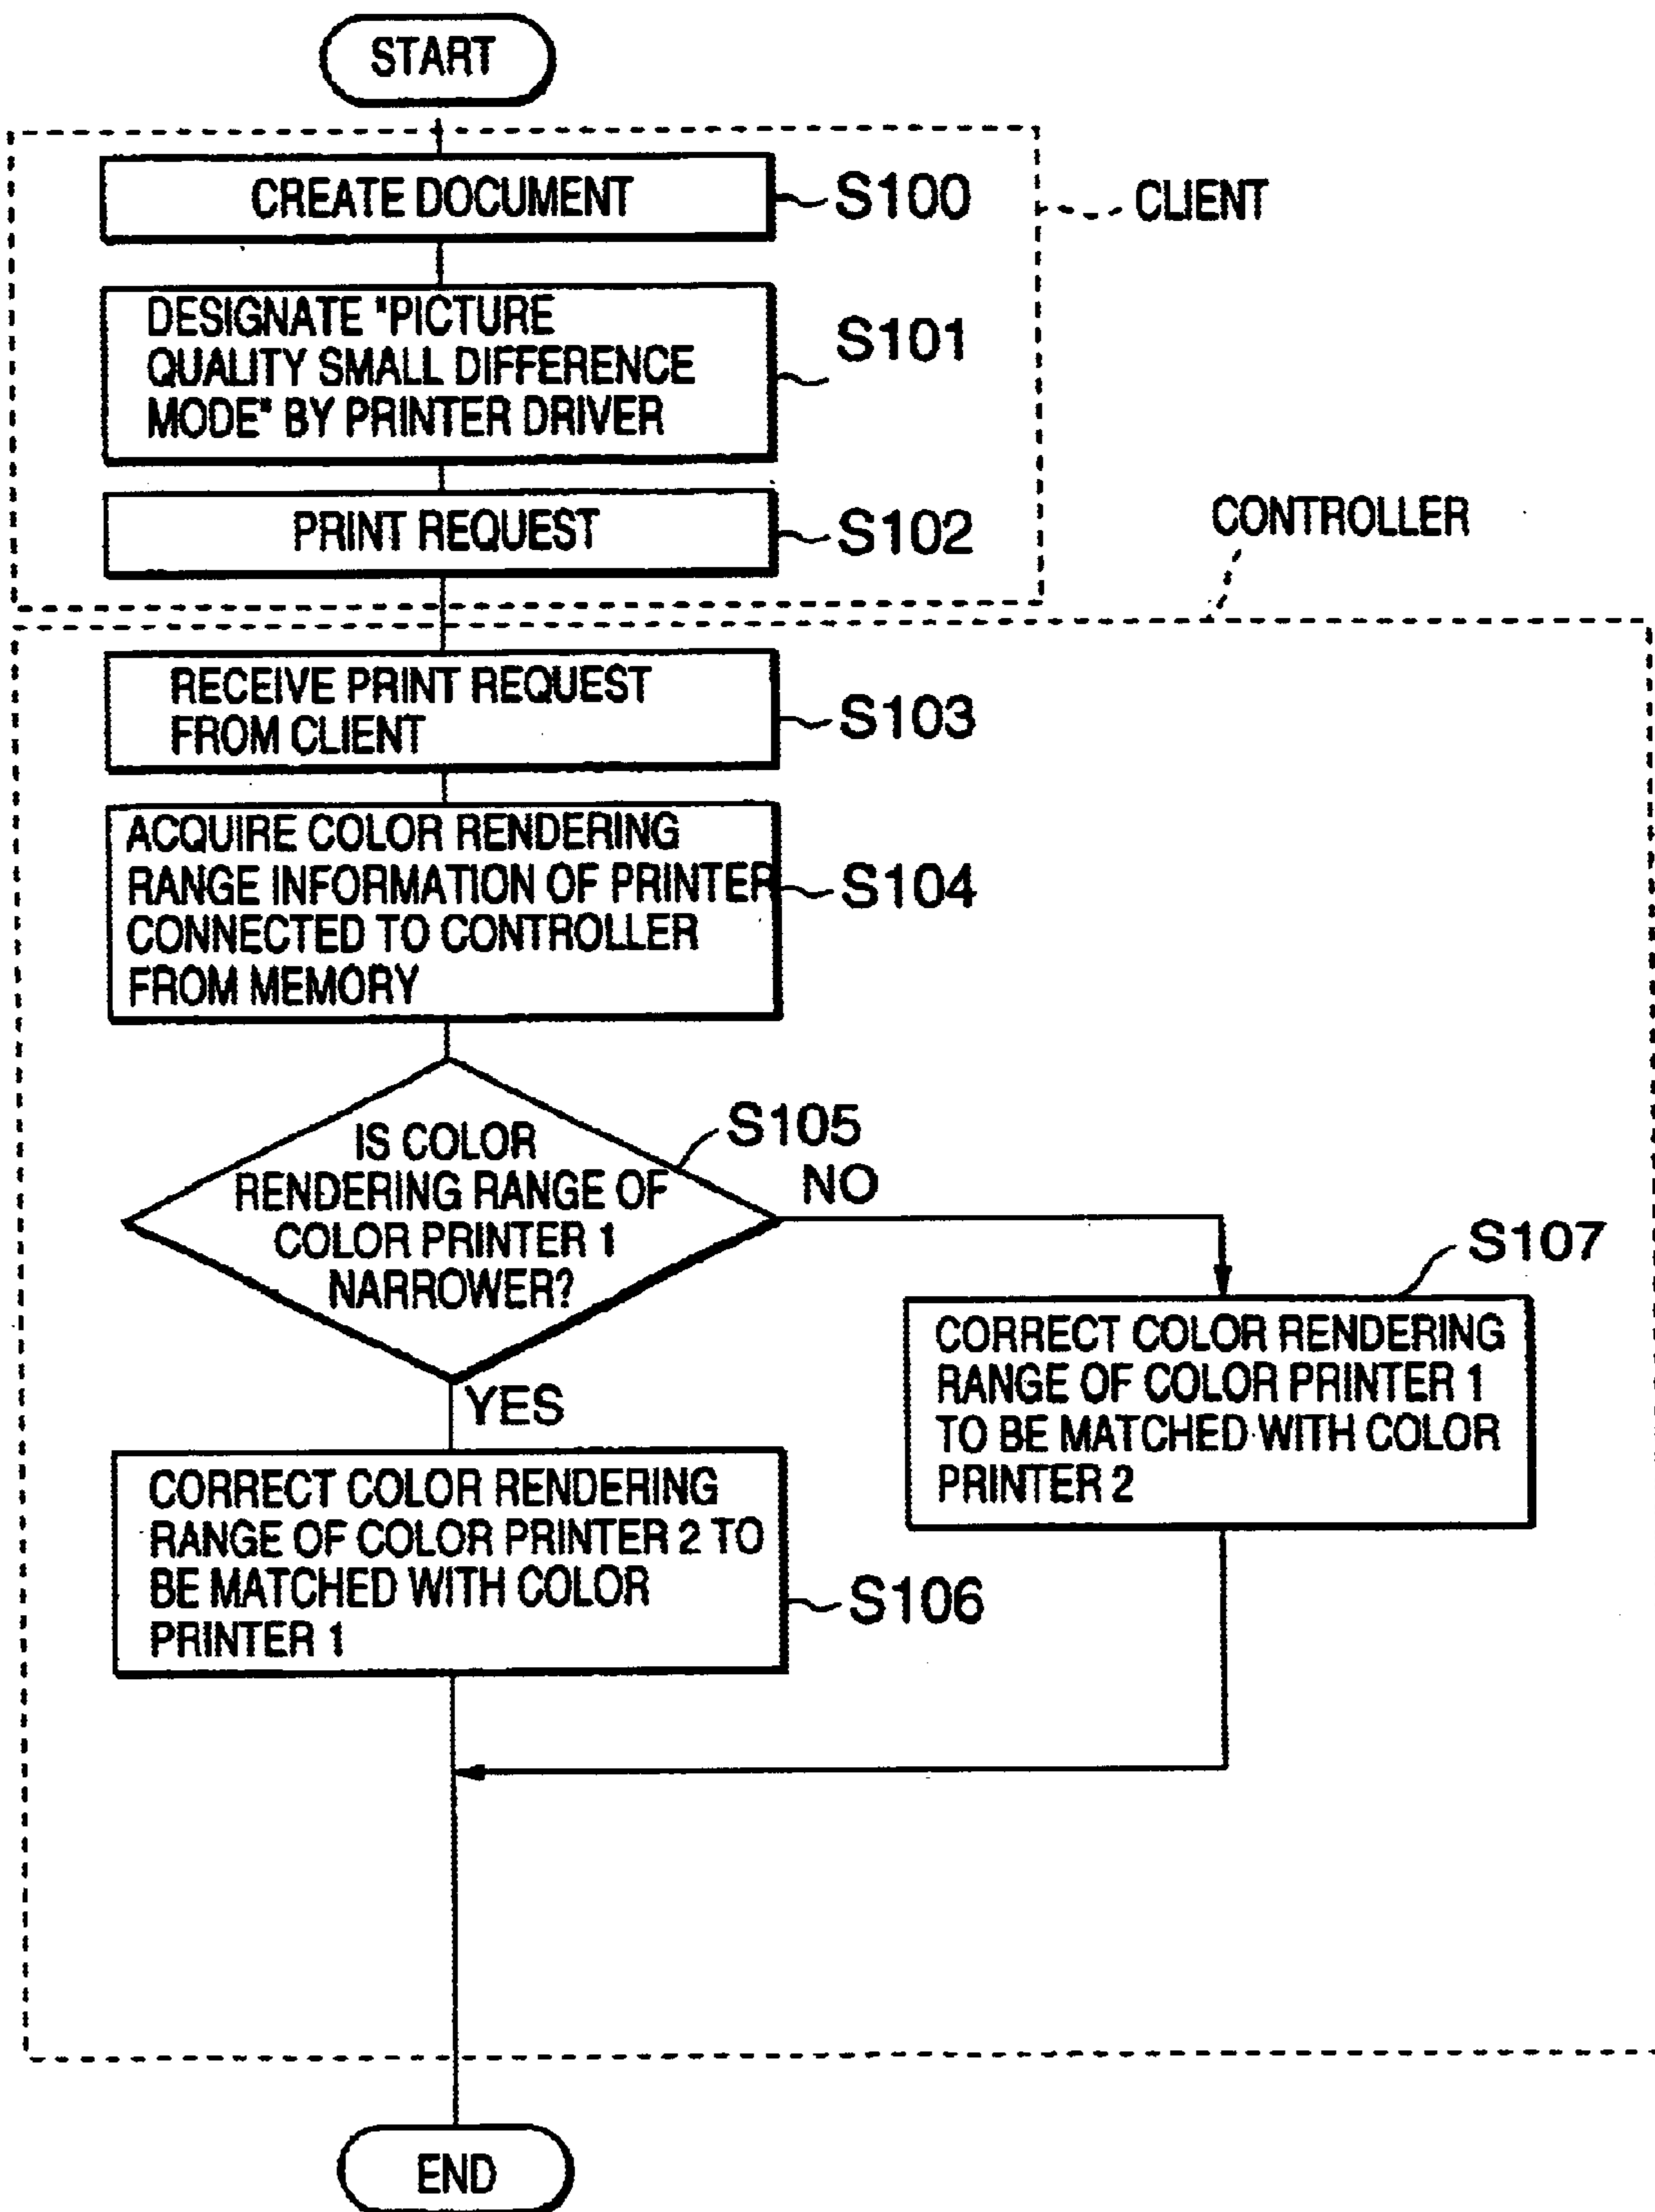 START
CREATE DOCUMENT
S100
CLIENT
DESIGNATE "PICTURE
QUALITY SMALL DIFFERENCE
MODE" BY PRINTER DRIVER
S101
PRINT REQUEST
S102
CONTROLLER
RECEIVE PRINT REQUEST
FROM CLIENT
S103
ACQUIRE COLOR RENDERING
RANGE INFORMATION OF PRINTER
CONNECTED TO CONTROLLER
FROM MEMORY
S104
IS COLOR
RENDERING RANGE OF
COLOR PRINTER 1
NARROWER?
S105
NO
YES
S107
CORRECT COLOR RENDERING
RANGE OF COLOR PRINTER 1
TO BE MATCHED WITH COLOR
PRINTER 2
CORRECT COLOR RENDERING
RANGE OF COLOR PRINTER 2 TO
BE MATCHED WITH COLOR
PRINTER 1
S106
END